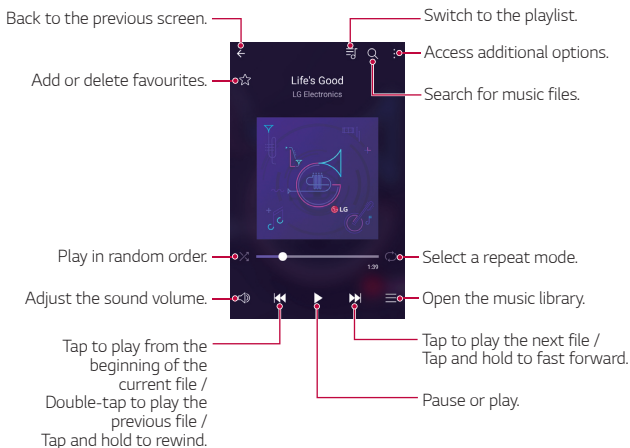 Back to the previous screen.
Switch to the playlist.
Access additional options.
Add or delete favourites.
Life's Good
LG Electronics
Search for music files.
LG
Play in random order.
Select a repeat mode.
1:39
Adjust the sound volume.
Open the music library.
Tap to play from the
beginning of the
current file /
Double-tap to play the
previous file /
Tap and hold to rewind.
Tap to play the next file /
Tap and hold to fast forward.
Pause or play.